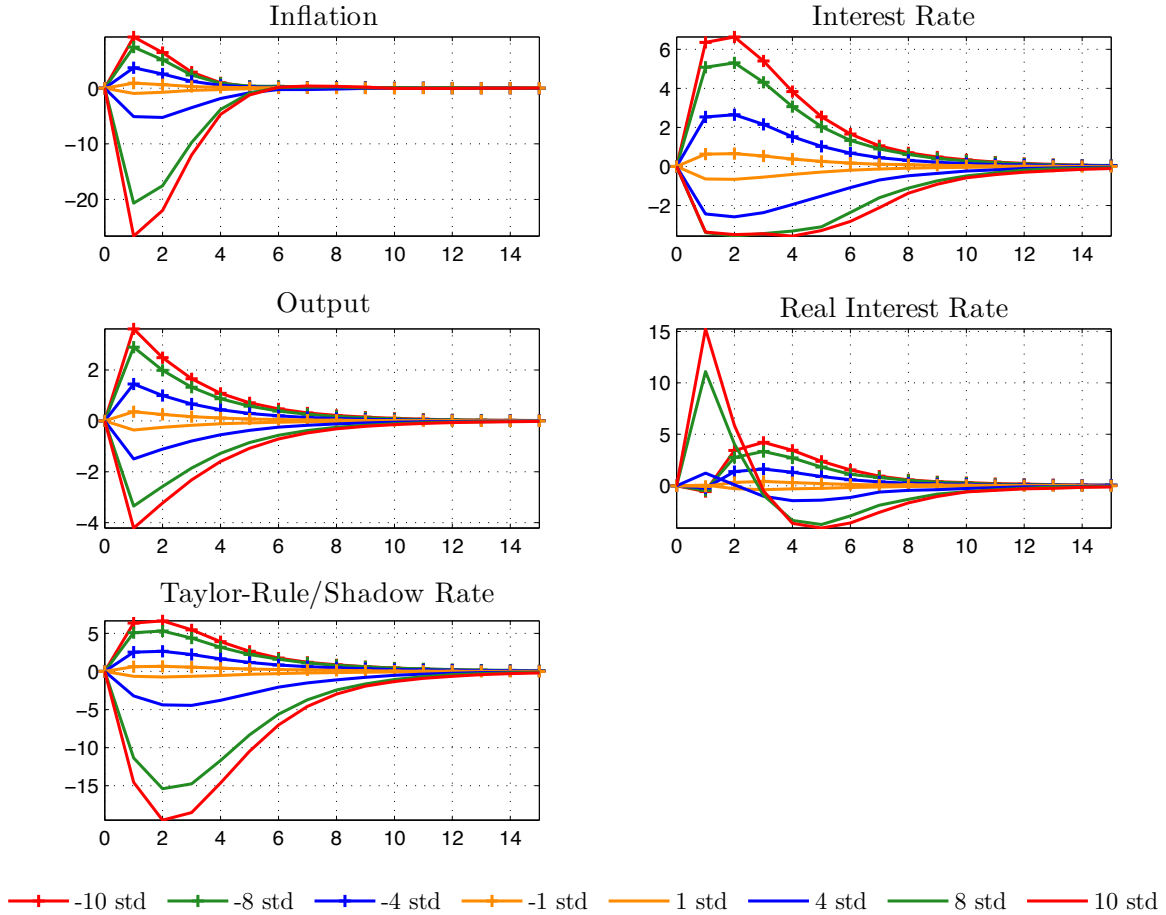 Inflation
0
−10
−20
0 2 4 6 8 10 12 14
Interest Rate
6
4
2
0
−2
0 2 4 6 8 10 12 14
Output
2
0
−2
−4
0 2 4 6 8 10 12 14
Real Interest Rate
15
10
5
0
0 2 4 6 8 10 12 14
Taylor-Rule/Shadow Rate
5
0
−5
−10
−15
0 2 4 6 8 10 12 14
-10 std -8 std -4 std -1 std 1 std 4 std 8 std 10 std